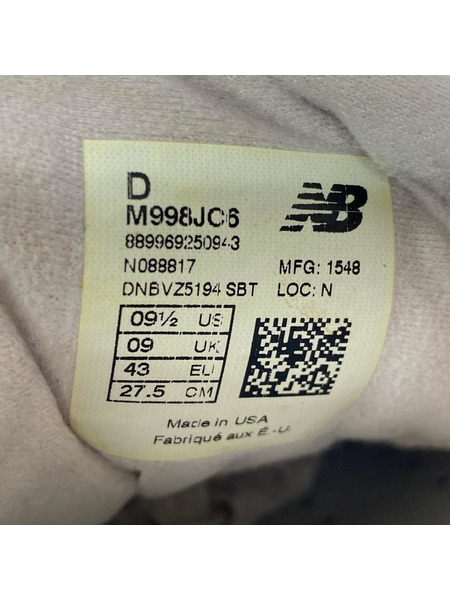 D
M998JC6
889969250943
N088817 MFG: 1548
DNBVZ5194 SBT LOC: N
09½ US
09 UK
43 EU
27.5 CM
NB
Made in USA
Fabriqué aux É.-U.